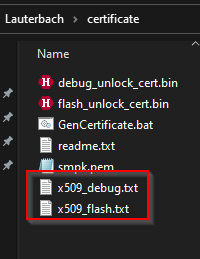 Lauterbach > certificate
Name
debug_unlock_cert.bin
flash_unlock_cert.bin
GenCertificate.bat
readme.txt
smpk.pem
x509_debug.txt
x509_flash.txt